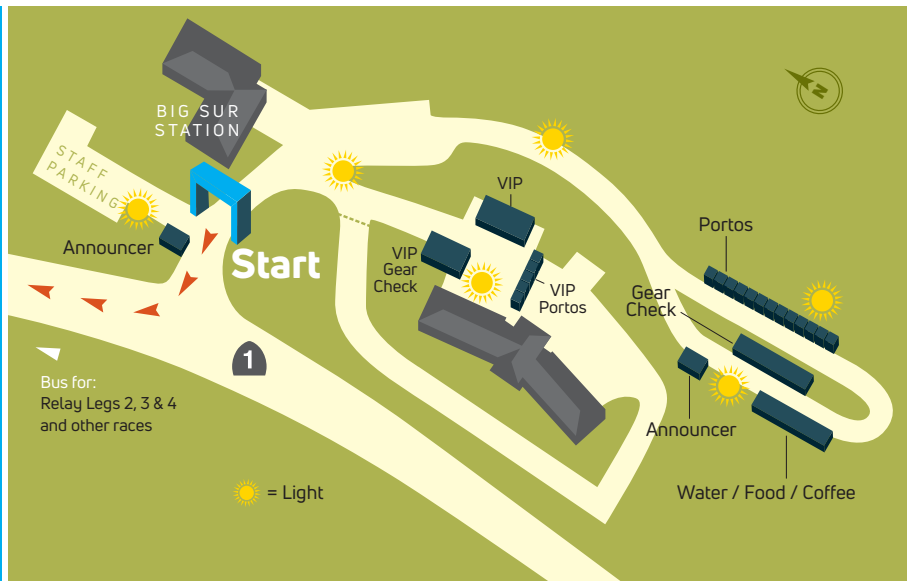 BIG SUR
STATION
STAFF
PARKING
N
VIP
Portos
Announcer
Start
VIP
Gear
Check
VIP
Portos
Gear
Check
1
Bus for:
Relay Legs 2, 3 & 4
and other races
Announcer
= Light
Water / Food / Coffee